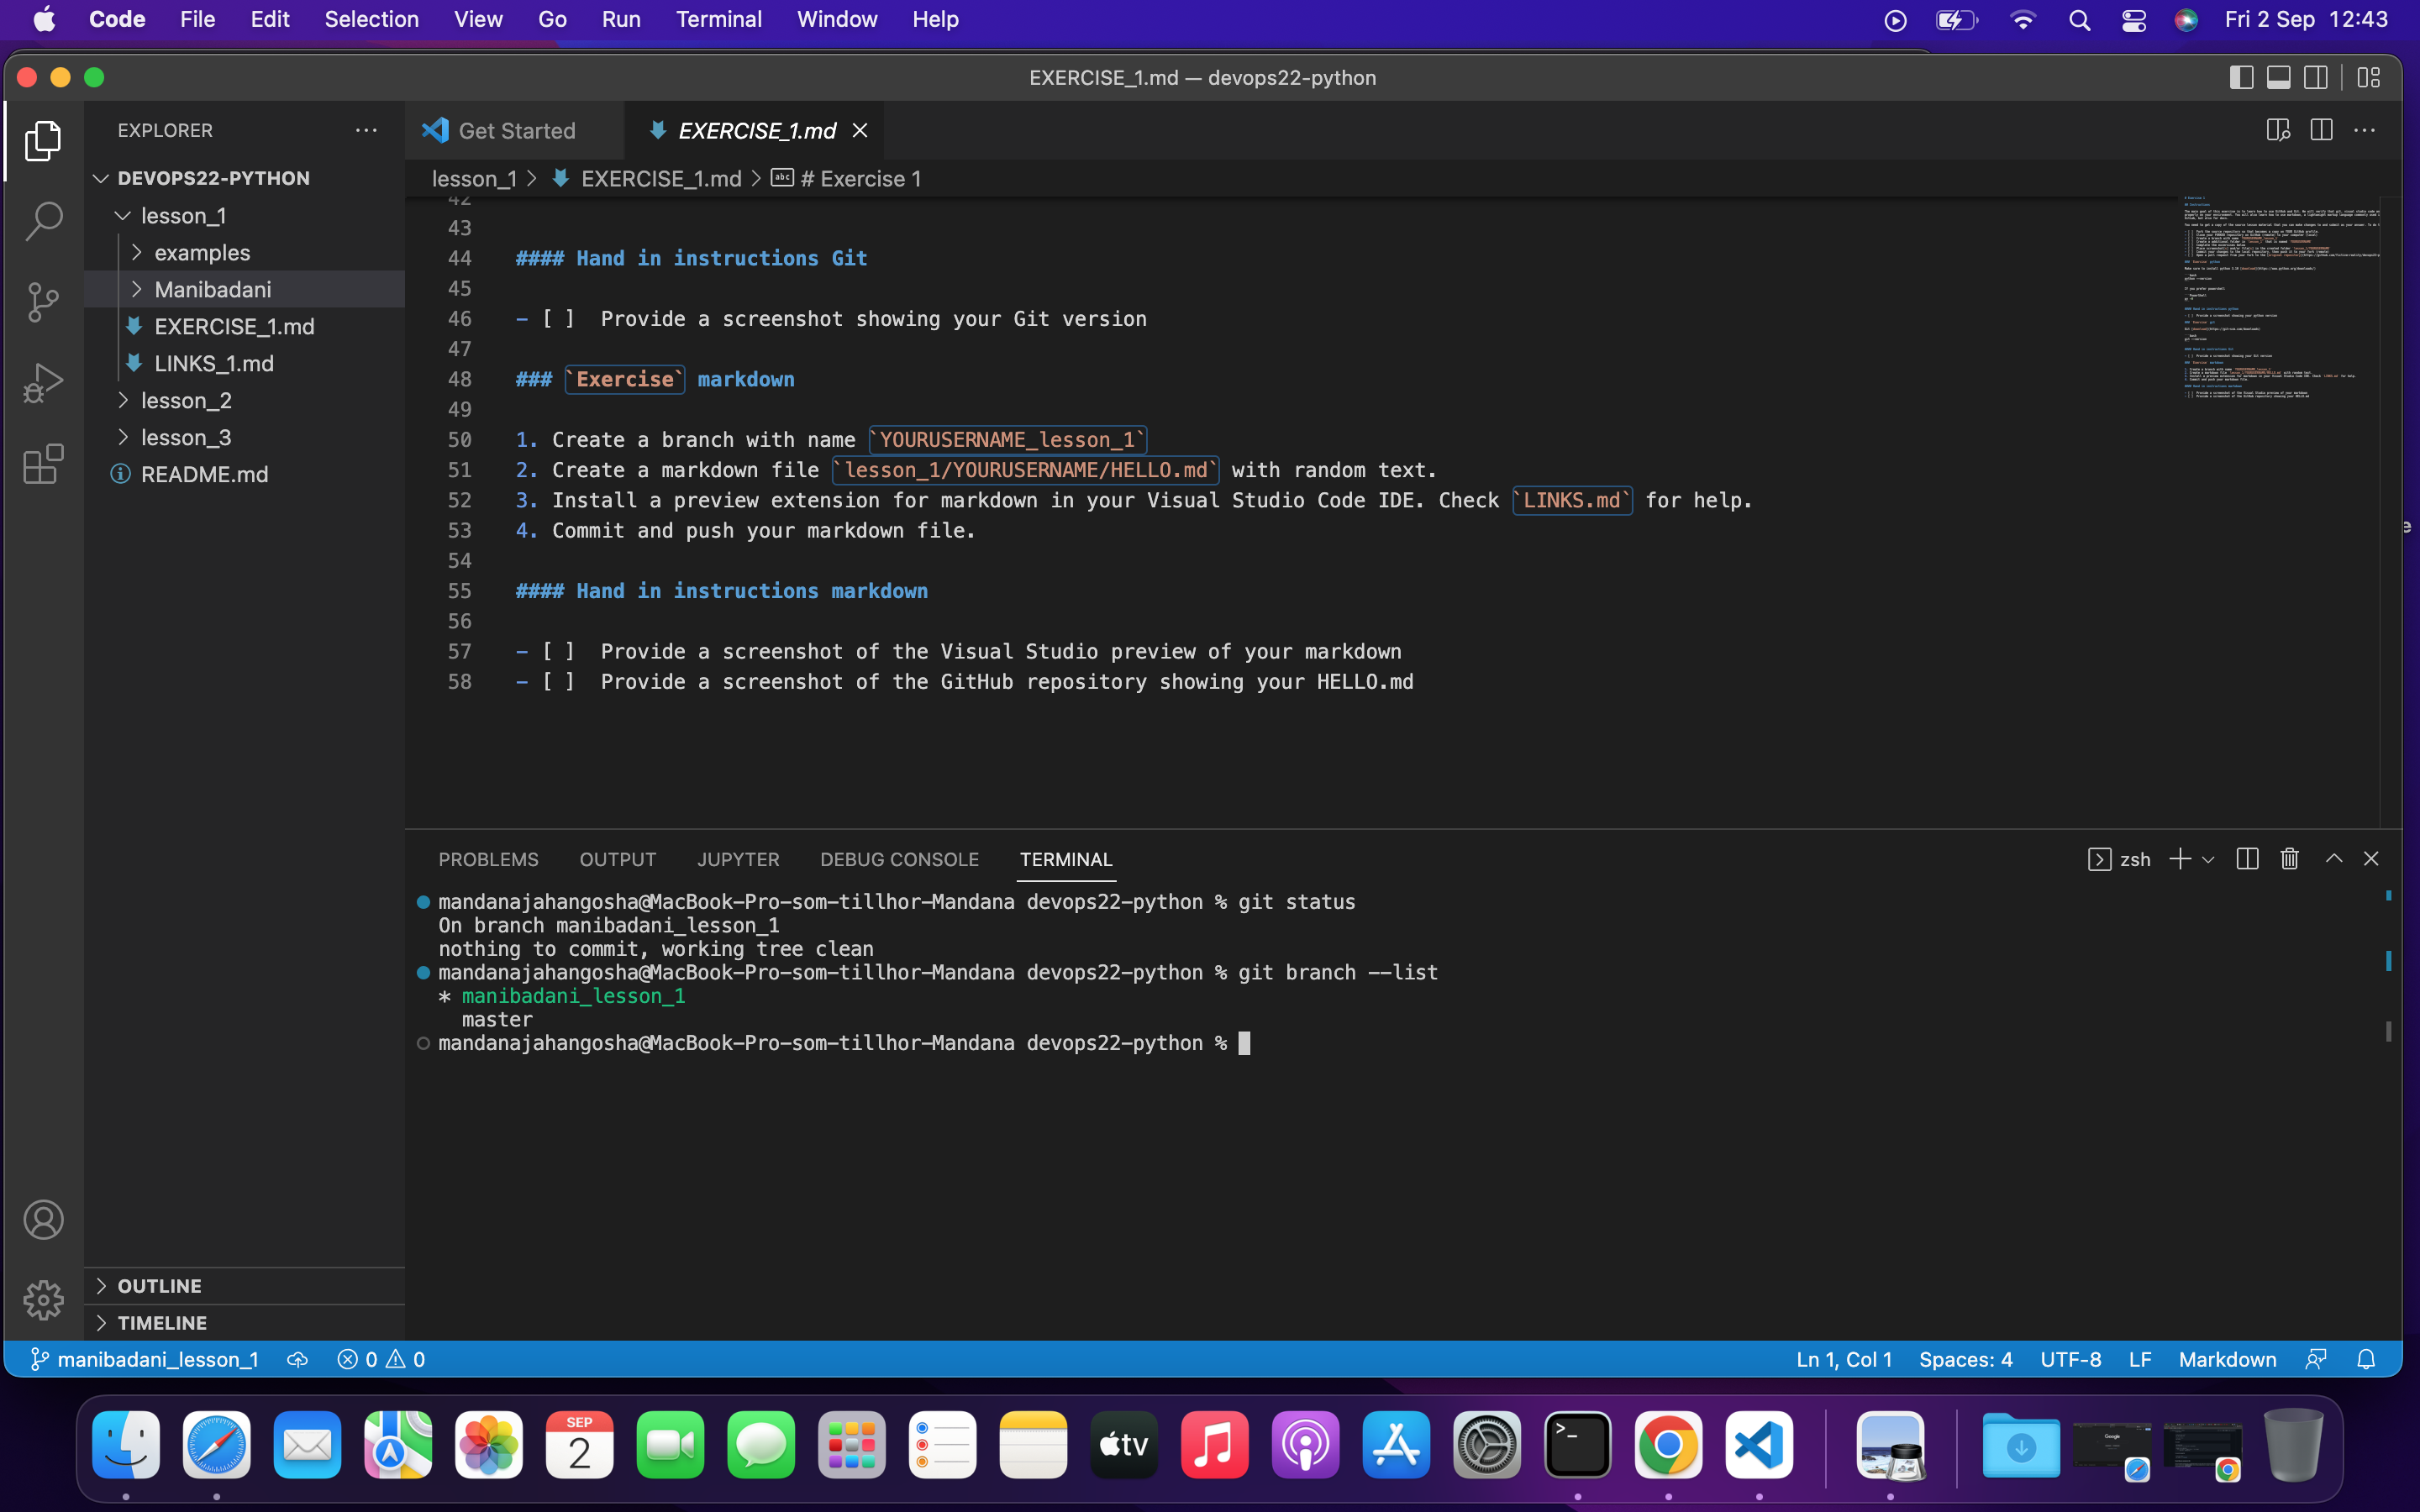 Code File Edit Selection View Go Run Terminal Window Help Fri 2 Sep 12:43
EXERCISE_1.md — devops22-python
EXPLORER
Get Started
EXERCISE_1.md
DEVOPS22-PYTHON
lesson_1 > EXERCISE_1.md > # Exercise 1
lesson_1
examples
Manibadani
EXERCISE_1.md
LINKS_1.md
lesson_2
lesson_3
README.md
42
43
44 #### Hand in instructions Git
45
46 - [ ] Provide a screenshot showing your Git version
47
48 ### `Exercise` markdown
49
50 1. Create a branch with name `YOURUSERNAME_lesson_1`
51 2. Create a markdown file `lesson_1/YOURUSERNAME/HELLO.md` with random text.
52 3. Install a preview extension for markdown in your Visual Studio Code IDE. Check `LINKS.md` for help.
53 4. Commit and push your markdown file.
54
55 #### Hand in instructions markdown
56
57 - [ ] Provide a screenshot of the Visual Studio preview of your markdown
58 - [ ] Provide a screenshot of the GitHub repository showing your HELLO.md
PROBLEMS OUTPUT JUPYTER DEBUG CONSOLE TERMINAL
zsh
mandanajahangosha@MacBook-Pro-som-tillhor-Mandana devops22-python % git status
On branch manibadani_lesson_1
nothing to commit, working tree clean
mandanajahangosha@MacBook-Pro-som-tillhor-Mandana devops22-python % git branch --list
* manibadani_lesson_1
master
mandanajahangosha@MacBook-Pro-som-tillhor-Mandana devops22-python %
OUTLINE
TIMELINE
manibadani_lesson_1 0 0
Ln 1, Col 1 Spaces: 4 UTF-8 LF Markdown
SEP
2
tv